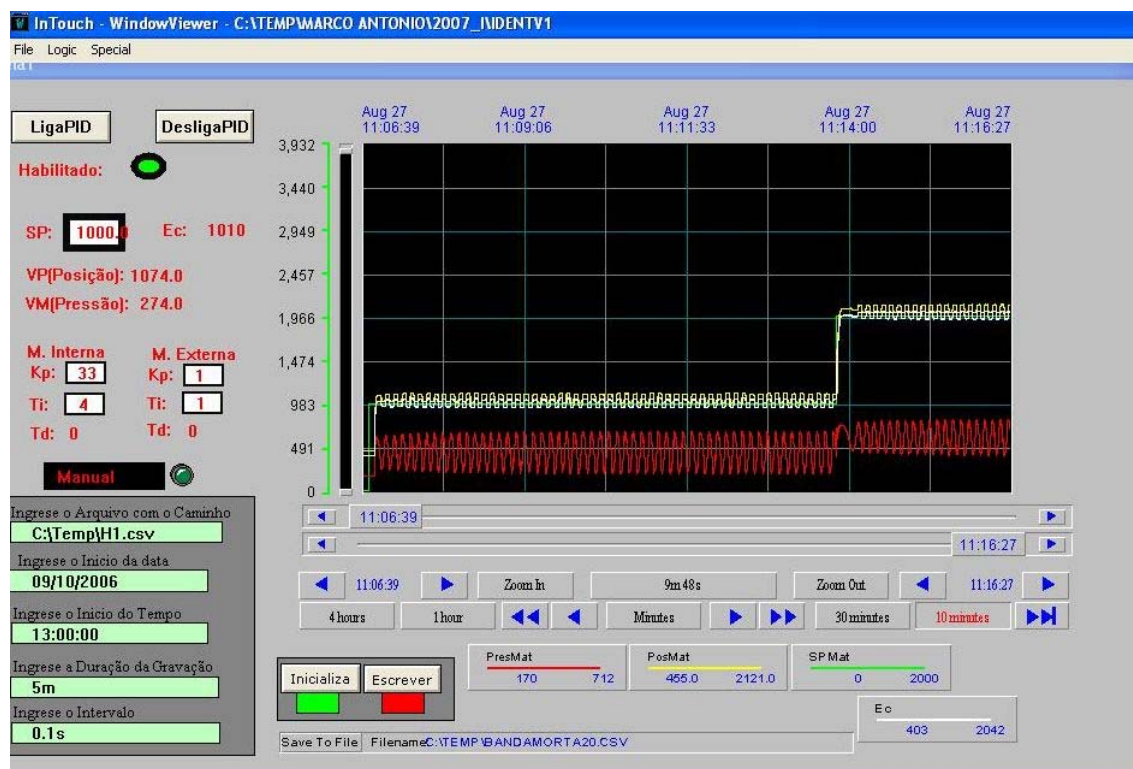 InTouch - WindowViewer - C:\TEMP\MARCO ANTONIO\2007_I\IDENTV1
File Logic Special
LigaPID DesligaPID
Habilitado:
SP: 1000.0 Ec: 1010
VP(Posição): 1074.0
VM(Pressão): 274.0
M. Interna M. Externa
Kp: 33 Kp: 1
Ti: 4 Ti: 1
Td: 0 Td: 0
Manual
Ingrese o Arquivo com o Caminho
C:\Temp\H1.csv
Ingrese o Inicio da data
09/10/2006
Ingrese o Inicio do Tempo
13:00:00
Ingrese a Duração da Gravação
5m
Ingrese o Intervalo
0.1s
Aug 27 Aug 27 Aug 27 Aug 27 Aug 27
11:06:39 11:09:06 11:11:33 11:14:00 11:16:27
3,932
3,440
2,949
2,457
1,966
1,474
983
491
0
11:06:39
11:16:27
11:06:39 Zoom In 9m48s Zoom Out 11:16:27
4 hours 1 hour Minutes 30 minutes 10 minutes
Inicializa Escrever
PresMat
170 712
PosMat
455.0 2121.0
SPMat
0 2000
Ec
403 2042
Save To File Filename C:\TEMP\BANDAMORTA20.CSV